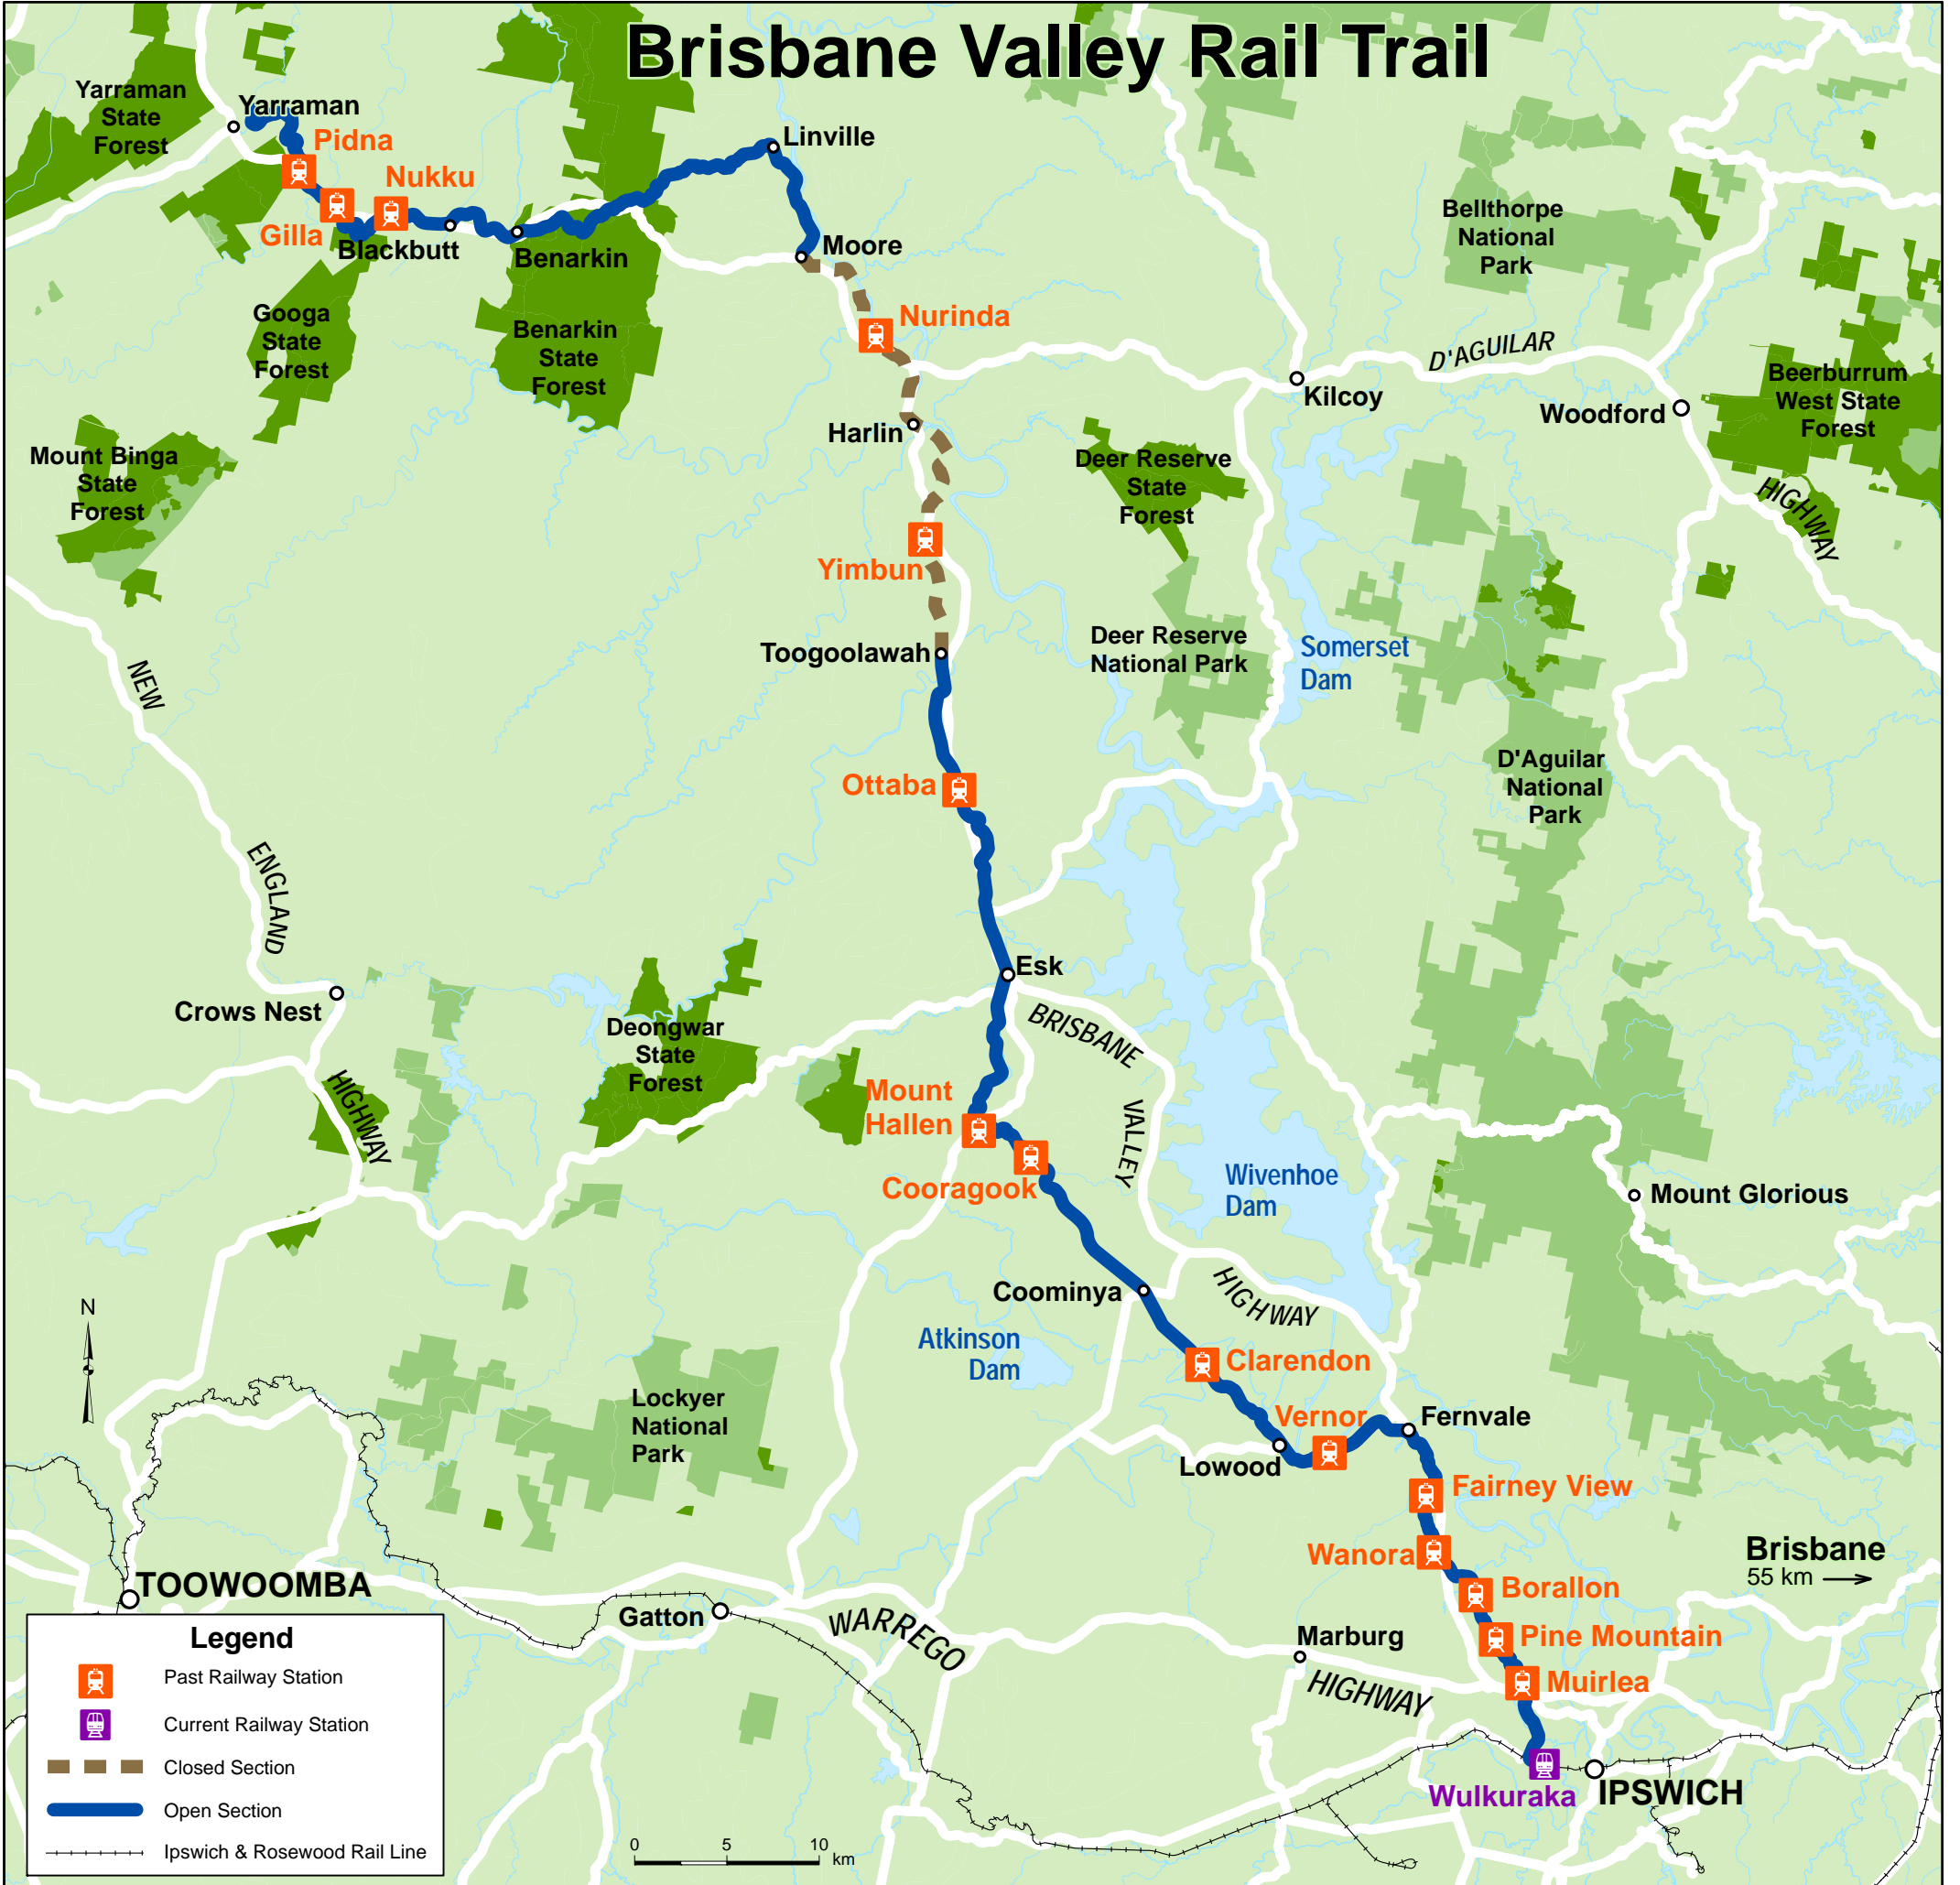 Brisbane Valley Rail Trail
Yarraman
State
Forest
Yarraman
Pidna
Nukku
Gilla
Blackbutt
Benarkin
Linville
Moore
Nurinda
Googa
State
Forest
Benarkin
State
Forest
Bellthorpe
National
Park
D'AGUILAR
Kilcoy
Woodford
Beerburrum
West State
Forest
HIGHWAY
Harlin
Mount Binga
State
Forest
Deer Reserve
State
Forest
Yimbun
Toogoolawah
Deer Reserve
National Park
Somerset
Dam
NEW
ENGLAND
HIGHWAY
Ottaba
D'Aguilar
National
Park
Esk
Crows Nest
Deongwar
State
Forest
BRISBANE
VALLEY
HIGHWAY
Mount
Hallen
Cooragook
Wivenhoe
Dam
Mount Glorious
Coominya
N
Atkinson
Dam
Clarendon
Lockyer
National
Park
Vernor
Fernvale
Lowood
Fairney View
Wanora
Brisbane
55 km
Borallon
TOOWOOMBA
Gatton
WARREGO
HIGHWAY
Marburg
Pine Mountain
Muirlea
Wulkuraka
IPSWICH
Legend
Past Railway Station
Current Railway Station
Closed Section
Open Section
Ipswich & Rosewood Rail Line
0 5 10
km